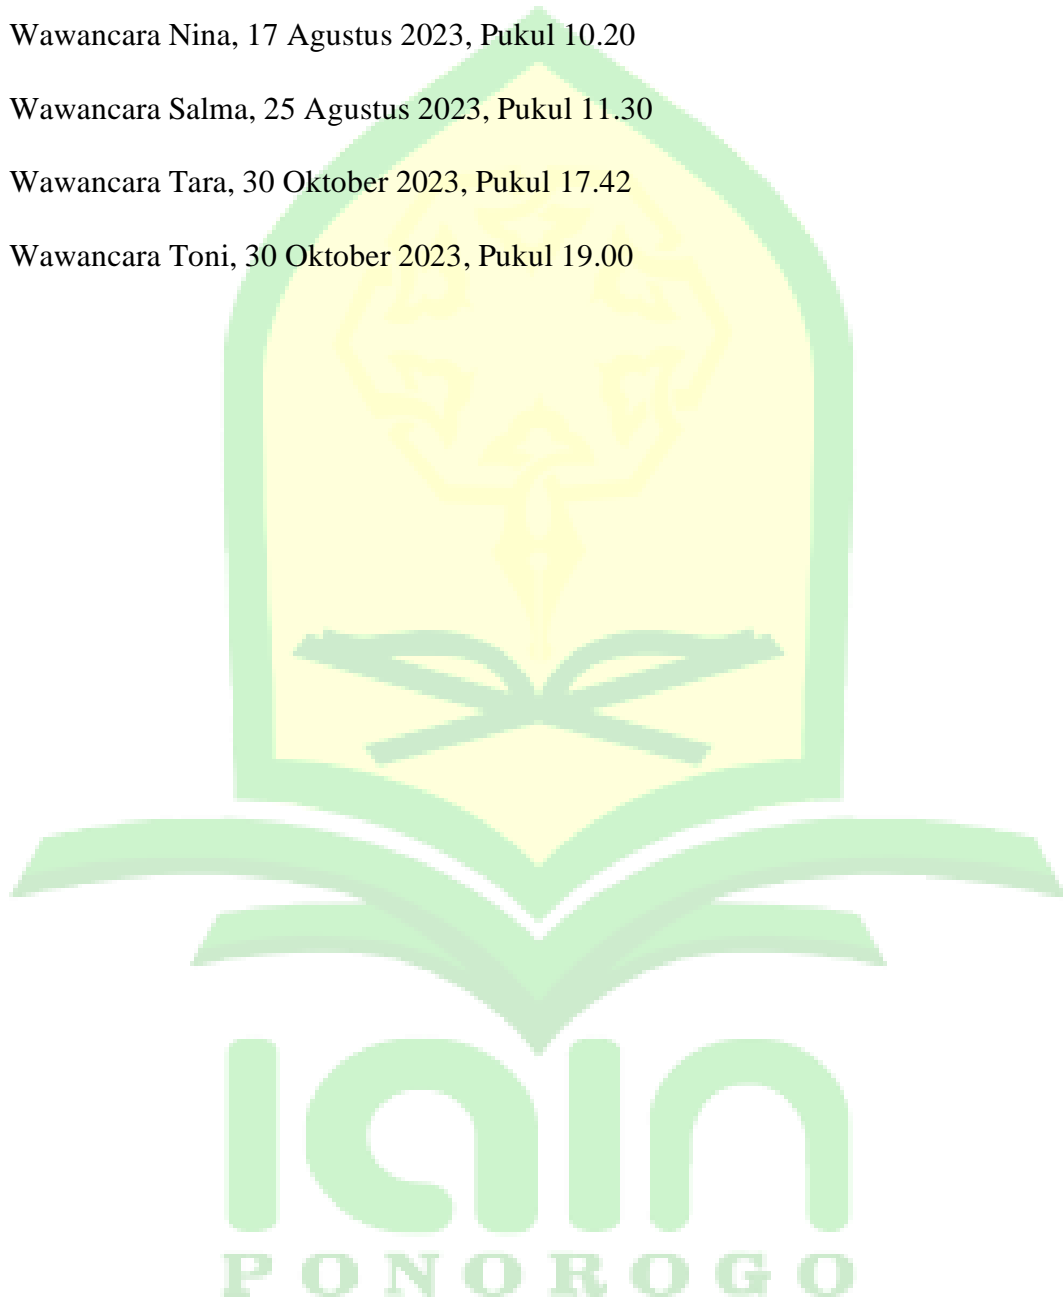 Wawancara Nina, 17 Agustus 2023, Pukul 10.20
Wawancara Salma, 25 Agustus 2023, Pukul 11.30
Wawancara Tara, 30 Oktober 2023, Pukul 17.42
Wawancara Toni, 30 Oktober 2023, Pukul 19.00
IAIN
PONOROGO